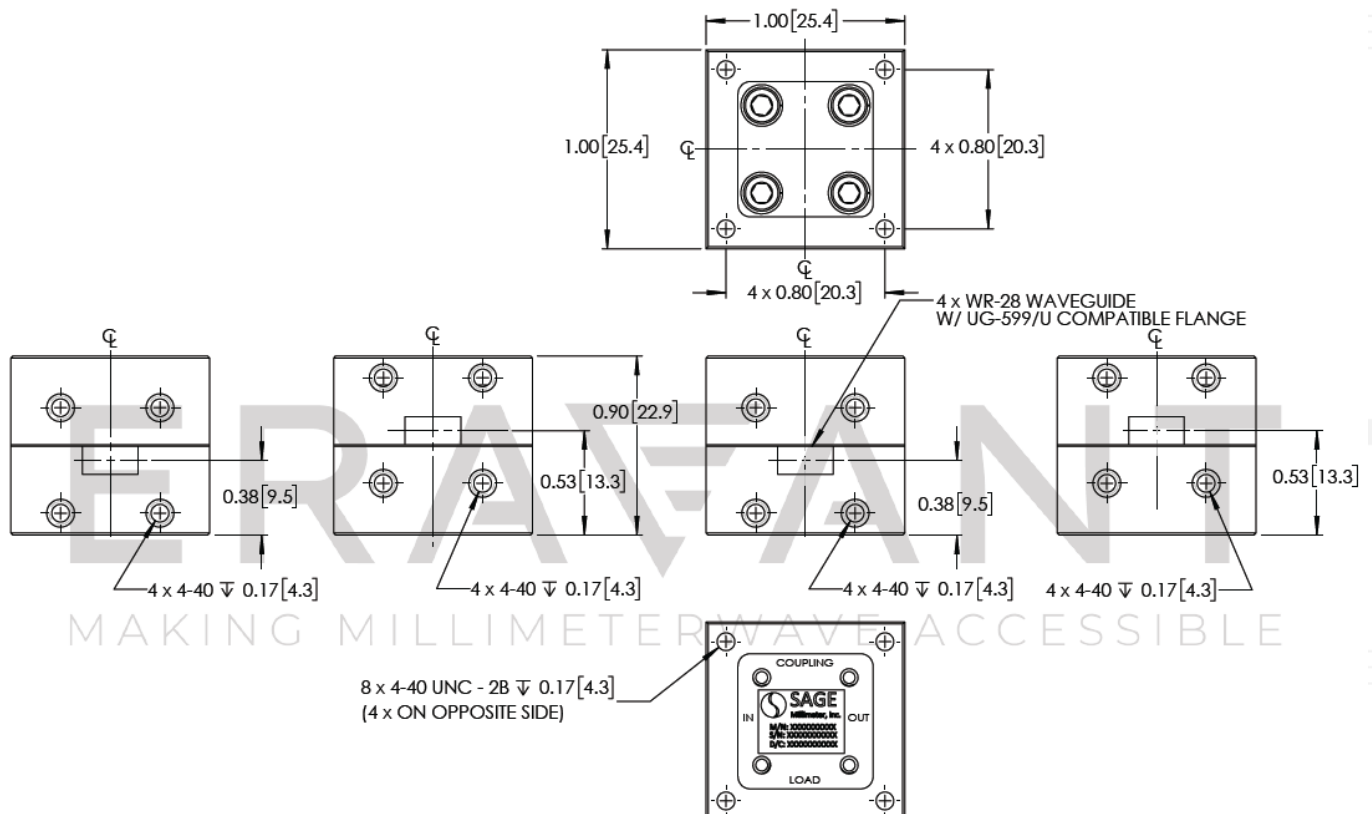 1.00[25.4]
1.00[25.4]
℄
4 x 0.80[20.3]
℄
4 x 0.80[20.3]
4 x WR-28 WAVEGUIDE
W/ UG-599/U COMPATIBLE FLANGE
℄
℄
℄
℄
0.90[22.9]
0.38[9.5]
0.53[13.3]
0.38[9.5]
0.53[13.3]
4 x 4-40 ↧ 0.17[4.3]
4 x 4-40 ↧ 0.17[4.3]
4 x 4-40 ↧ 0.17[4.3]
4 x 4-40 ↧ 0.17[4.3]
ERAVANT
MAKING MILLIMETERWAVE ACCESSIBLE
8 x 4-40 UNC - 2B ↧ 0.17[4.3]
(4 x ON OPPOSITE SIDE)
COUPLING
SAGE
Millimeter, Inc.
IN
OUT
M/N: XXXXXXXXXXX
S/N: XXXXXXXXXXX
D/C: XXXXXXXXXXX
LOAD